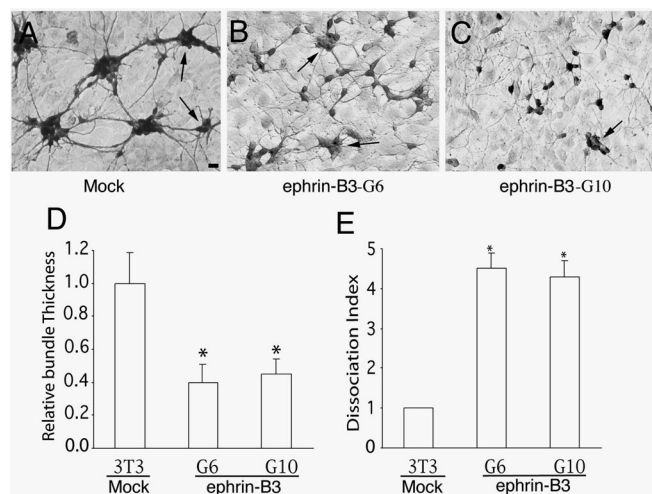 A
B
C
Mock
ephrin-B3-G6
ephrin-B3-G10
D
Relative bundle Thickness
1.2
1.0
0.8
0.6
0.4
0.2
0.0
*
*
3T3
G6
G10
Mock
ephrin-B3
E
Dissociation Index
5
4
3
2
1
0
*
*
3T3
G6
G10
Mock
ephrin-B3